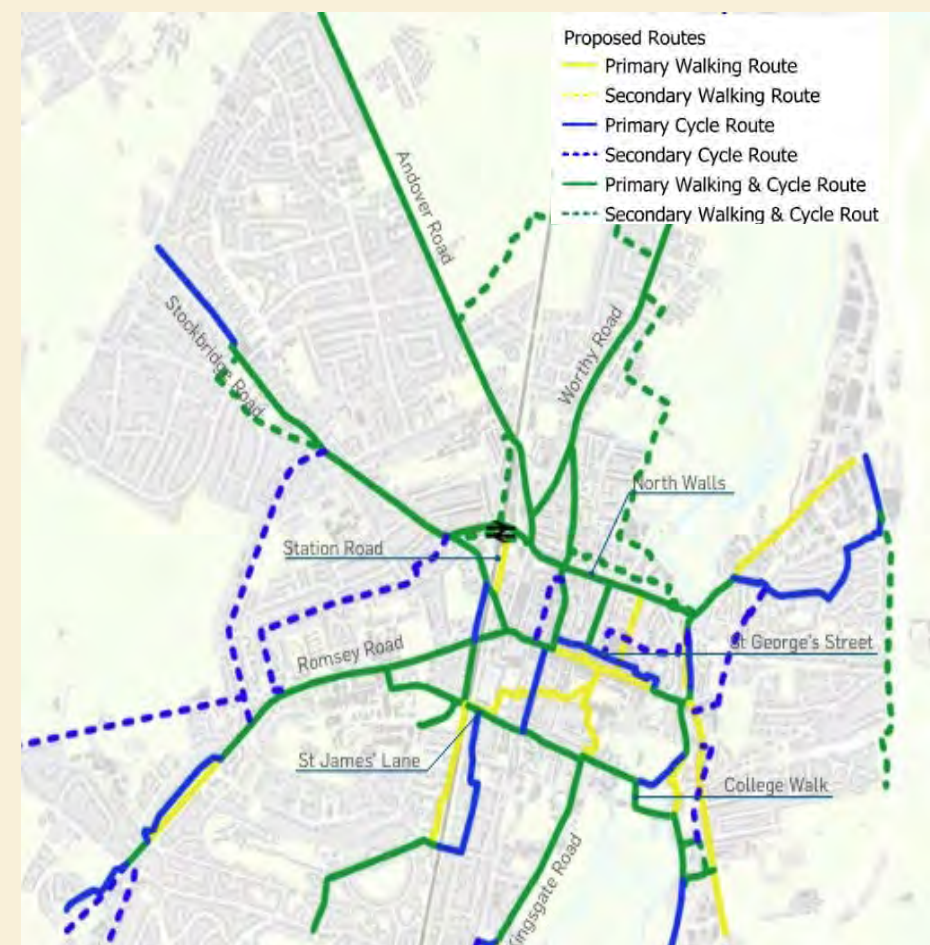 Proposed Routes
Primary Walking Route
Secondary Walking Route
Primary Cycle Route
Secondary Cycle Route
Primary Walking & Cycle Route
Secondary Walking & Cycle Rout
Andover Road
Stockbridge Road
Worthy Road
North Walls
Station Road
St George's Street
Romsey Road
St James' Lane
College Walk
Kingsgate Road